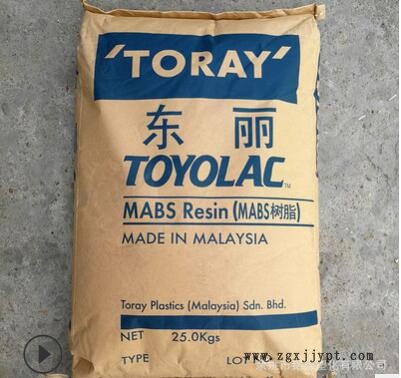 'TORAY'
东丽
TOYOLAC™
MABS Resin (MABS树脂)
MADE IN MALAYSIA
Toray Plastics (Malaysia) Sdn. Bhd.
NET 25.0Kgs
www.zgxjjypt.com
TYPE LOT